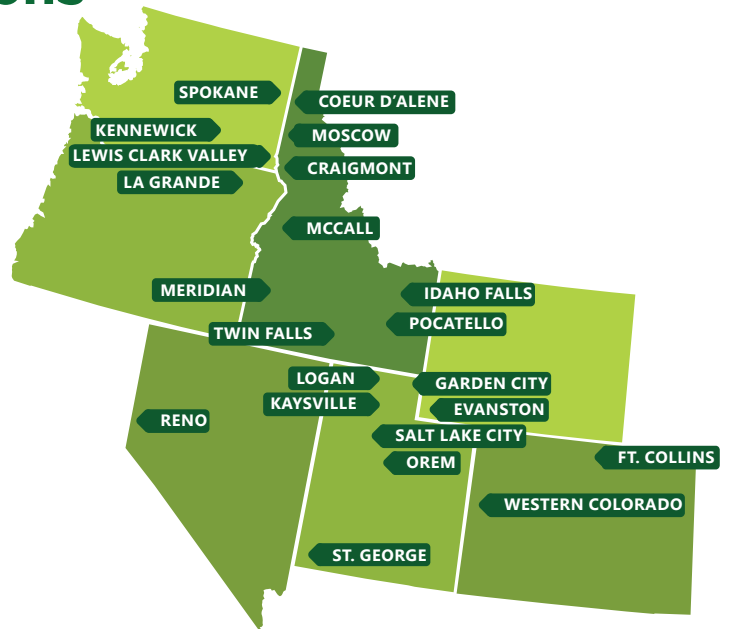 SPOKANE
COEUR D'ALENE
KENNEWICK
MOSCOW
LEWIS CLARK VALLEY
CRAIGMONT
LA GRANDE
MCCALL
MERIDIAN
IDAHO FALLS
TWIN FALLS
POCATELLO
LOGAN
GARDEN CITY
KAYSVILLE
EVANSTON
RENO
SALT LAKE CITY
OREM
FT. COLLINS
WESTERN COLORADO
ST. GEORGE